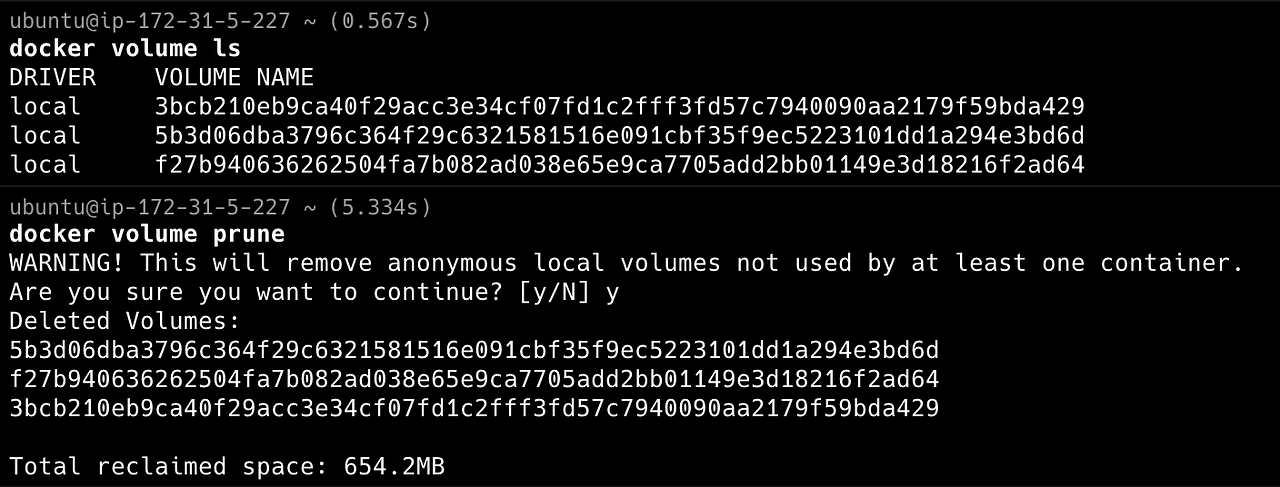 ubuntu@ip-172-31-5-227 ~ (0.567s)
docker volume ls
DRIVER    VOLUME NAME
local     3bcb210eb9ca40f29acc3e34cf07fd1c2fff3fd57c7940090aa2179f59bda429
local     5b3d06dba3796c364f29c6321581516e091cbf35f9ec5223101dd1a294e3bd6d
local     f27b940636262504fa7b082ad038e65e9ca7705add2bb01149e3d18216f2ad64
ubuntu@ip-172-31-5-227 ~ (5.334s)
docker volume prune
WARNING! This will remove anonymous local volumes not used by at least one container.
Are you sure you want to continue? [y/N] y
Deleted Volumes:
5b3d06dba3796c364f29c6321581516e091cbf35f9ec5223101dd1a294e3bd6d
f27b940636262504fa7b082ad038e65e9ca7705add2bb01149e3d18216f2ad64
3bcb210eb9ca40f29acc3e34cf07fd1c2fff3fd57c7940090aa2179f59bda429
Total reclaimed space: 654.2MB